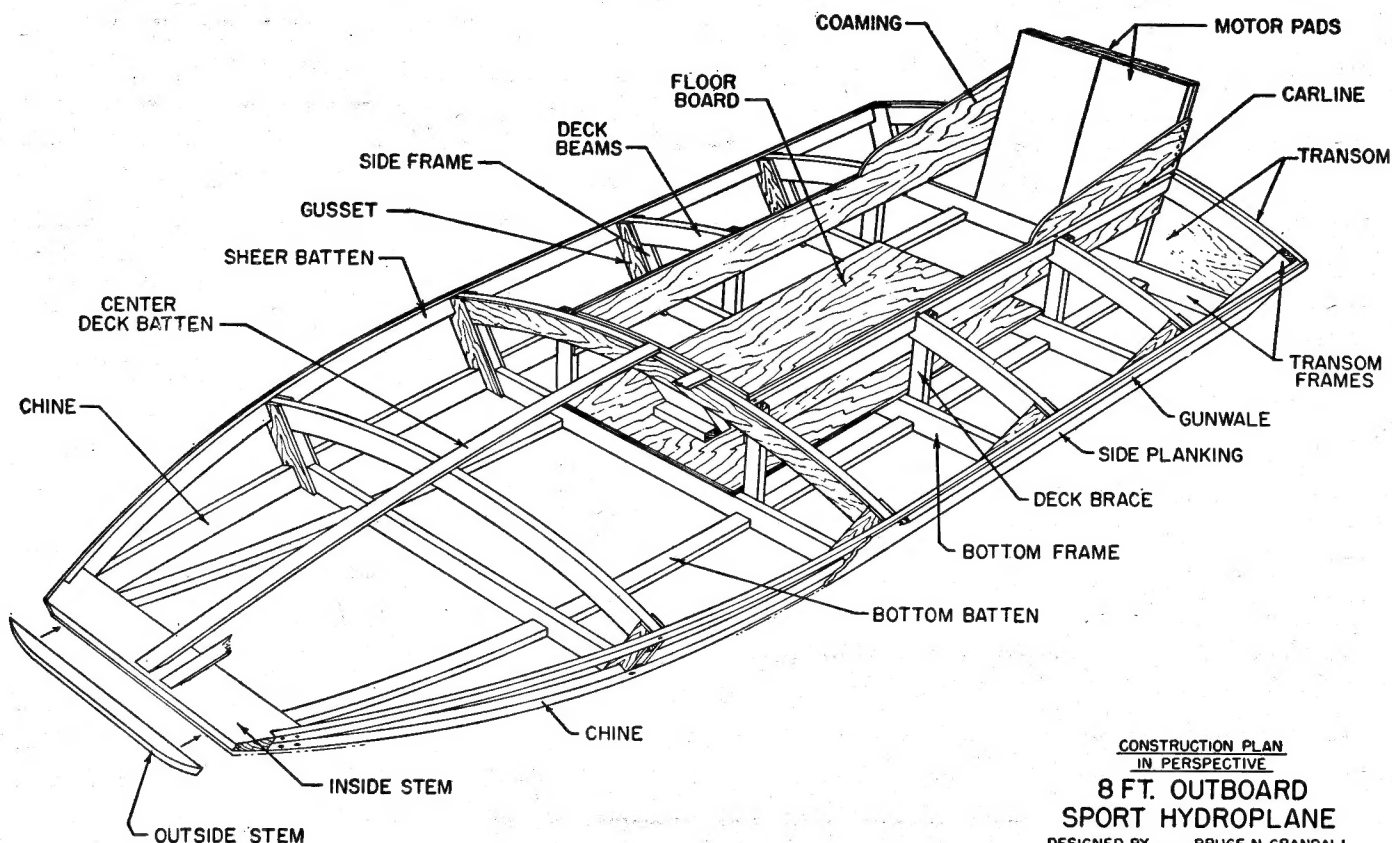 COAMING
MOTOR PADS
FLOOR
BOARD
CARLINE
DECK
BEAMS
SIDE FRAME
TRANSOM
GUSSET
SHEER BATTEN
CENTER
DECK BATTEN
TRANSOM
FRAMES
CHINE
GUNWALE
SIDE PLANKING
DECK BRACE
BOTTOM FRAME
BOTTOM BATTEN
CHINE
INSIDE STEM
OUTSIDE STEM
CONSTRUCTION PLAN
IN PERSPECTIVE
8 FT. OUTBOARD
SPORT HYDROPLANE
DESIGNED BY BRUCE N. CRANDALL